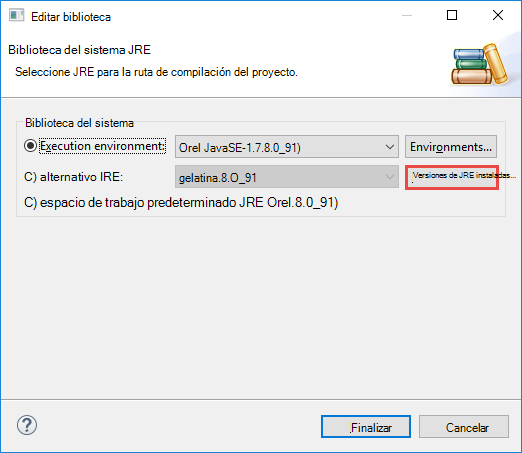 Editar biblioteca
Biblioteca del sistema JRE
Seleccione JRE para la ruta de compilación del proyecto.
Biblioteca del sistema
Execution environment: Orel JavaSE-1.7.8.0_91) Environments...
C) alternativo IRE: gelatina.8.O_91 Versiones de JRE instaladas...
C) espacio de trabajo predeterminado JRE Orel.8.0_91)
.Finalizar Cancelar